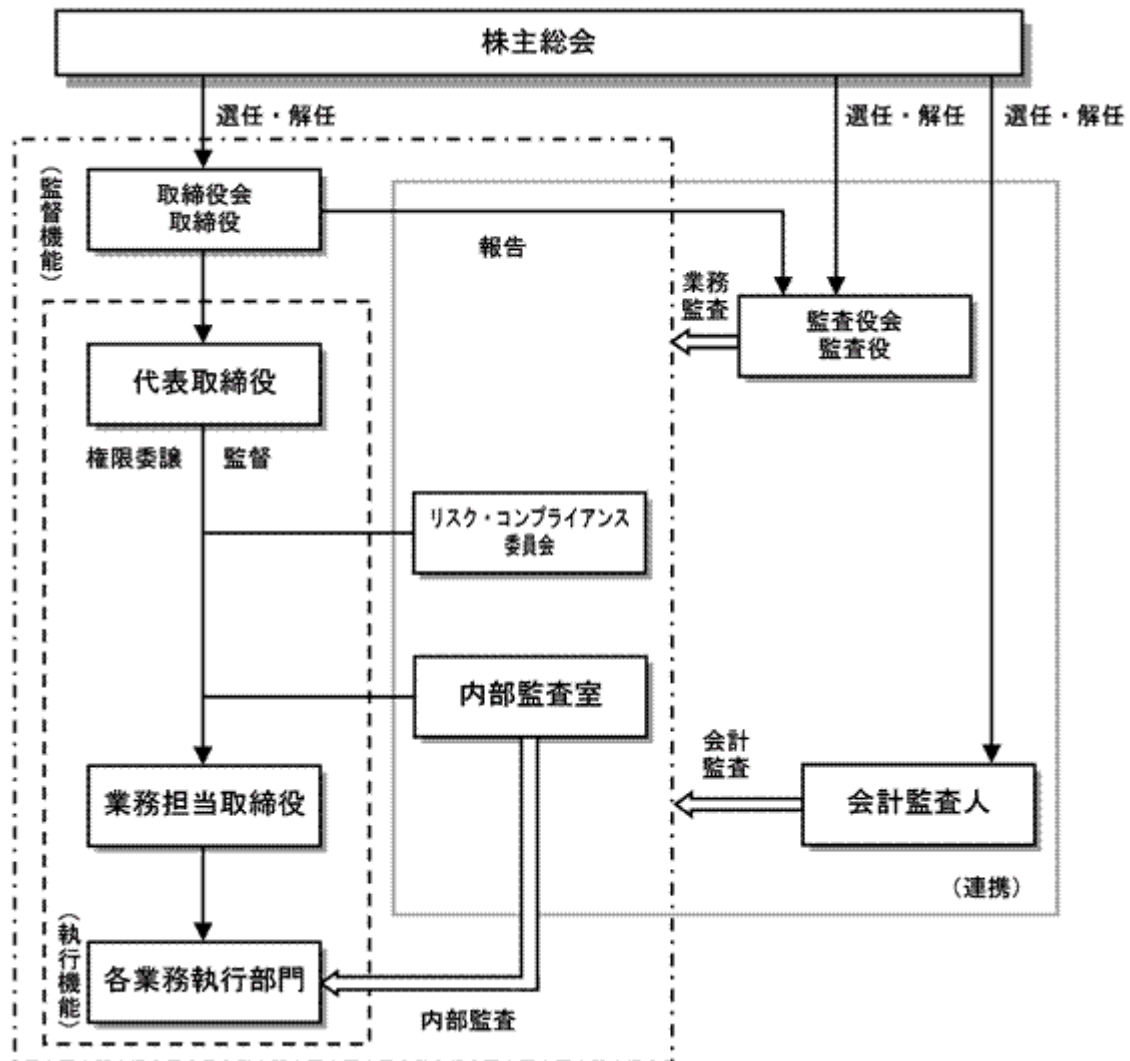 株主総会
選任・解任
選任・解任
選任・解任
(監督機能)
取締役会
取締役
報告
業務
監査
監査役会
監査役
代表取締役
権限委譲
監督
リスク・コンプライアンス
委員会
内部監査室
会計
監査
業務担当取締役
会計監査人
(連携)
(執行機能)
各業務執行部門
内部監査